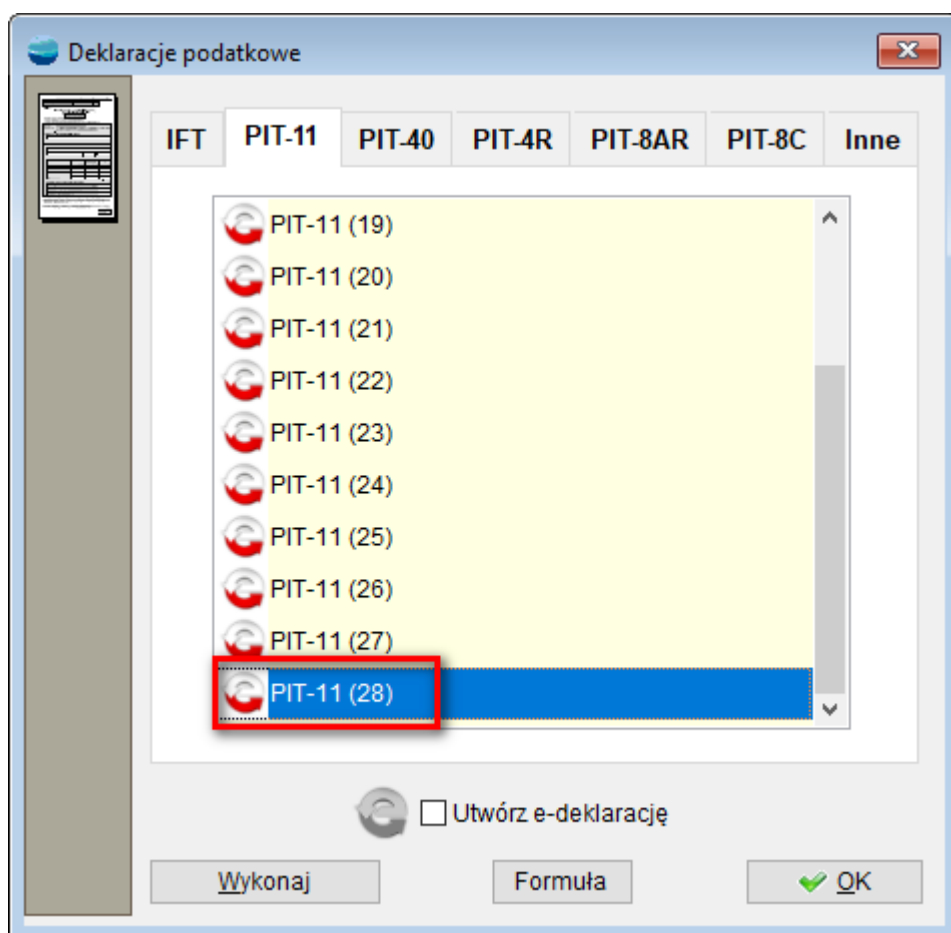 Deklaracje podatkowe
IFT PIT-11 PIT-40 PIT-4R PIT-8AR PIT-8C Inne
PIT-11 (19)
PIT-11 (20)
PIT-11 (21)
PIT-11 (22)
PIT-11 (23)
PIT-11 (24)
PIT-11 (25)
PIT-11 (26)
PIT-11 (27)
PIT-11 (28)
Utwórz e-deklarację
Wykonaj Formuła OK